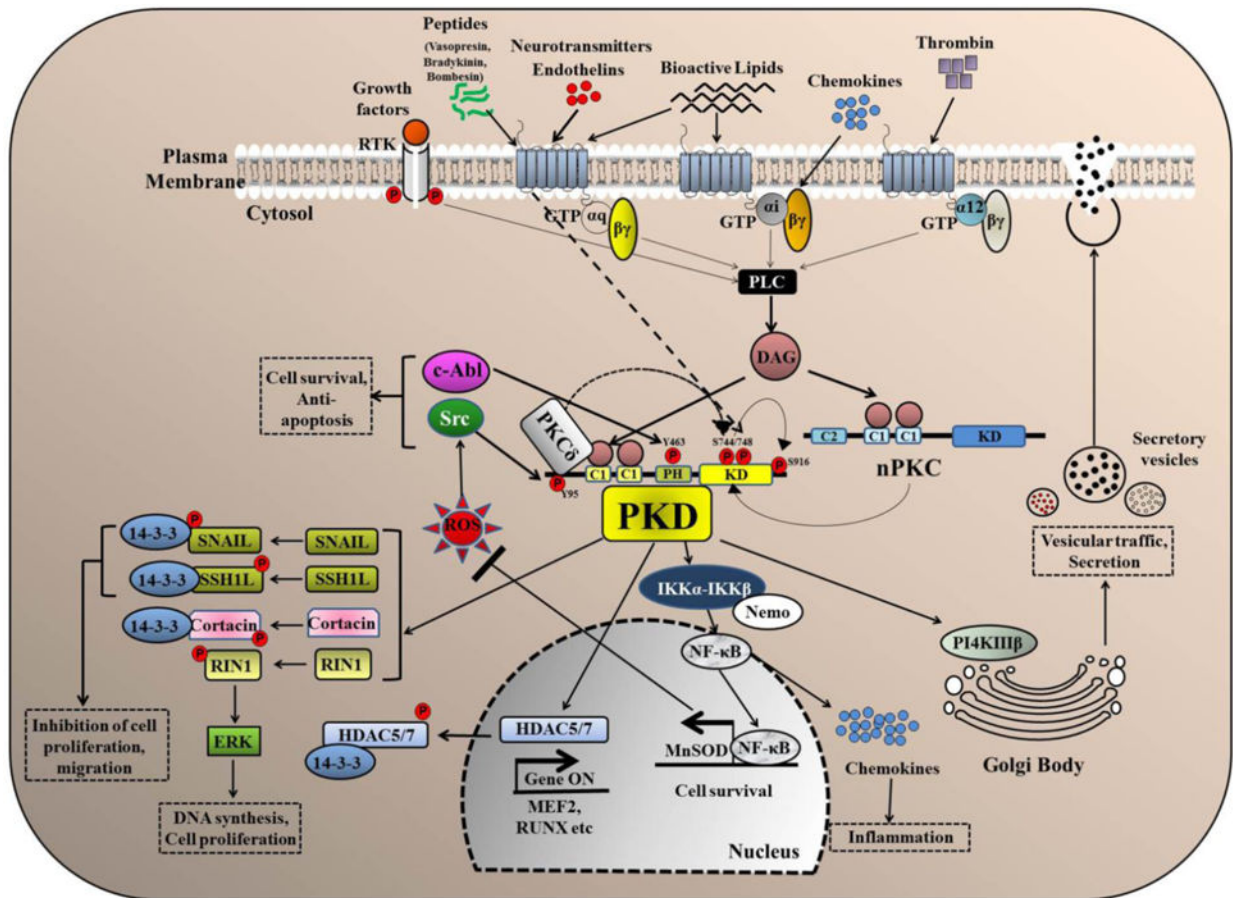 Peptides
(Vasopresin,
Bradykinin,
Bombesin)
Neurotransmitters
Endothelins
Bioactive Lipids
Chemokines
Thrombin
Growth
factors
RTK
Plasma
Membrane
Cytosol
P
P
GTP
αq
βγ
GTP
αi
βγ
GTP
α12
βγ
PLC
DAG
c-Abl
Src
Cell survival,
Anti-
apoptosis
PKCδ
Y463
S744/748
S916
Y95
P
P
P
P
P
C1
C1
PH
KD
C2
C1
C1
KD
nPKC
PKD
ROS
Secretory
vesicles
Vesicular traffic,
Secretion
P
14-3-3
SNAIL
SNAIL
P
14-3-3
SSH1L
SSH1L
14-3-3
Cortacin
P
Cortacin
P
RIN1
RIN1
IKKα-IKKβ
Nemo
NF-κB
PI4KIIIβ
Golgi Body
Inhibition of cell
proliferation,
migration
ERK
DNA synthesis,
Cell proliferation
P
HDAC5/7
14-3-3
HDAC5/7
Gene ON
MEF2,
RUNX etc
MnSOD
NF-κB
Cell survival
Nucleus
Chemokines
Inflammation